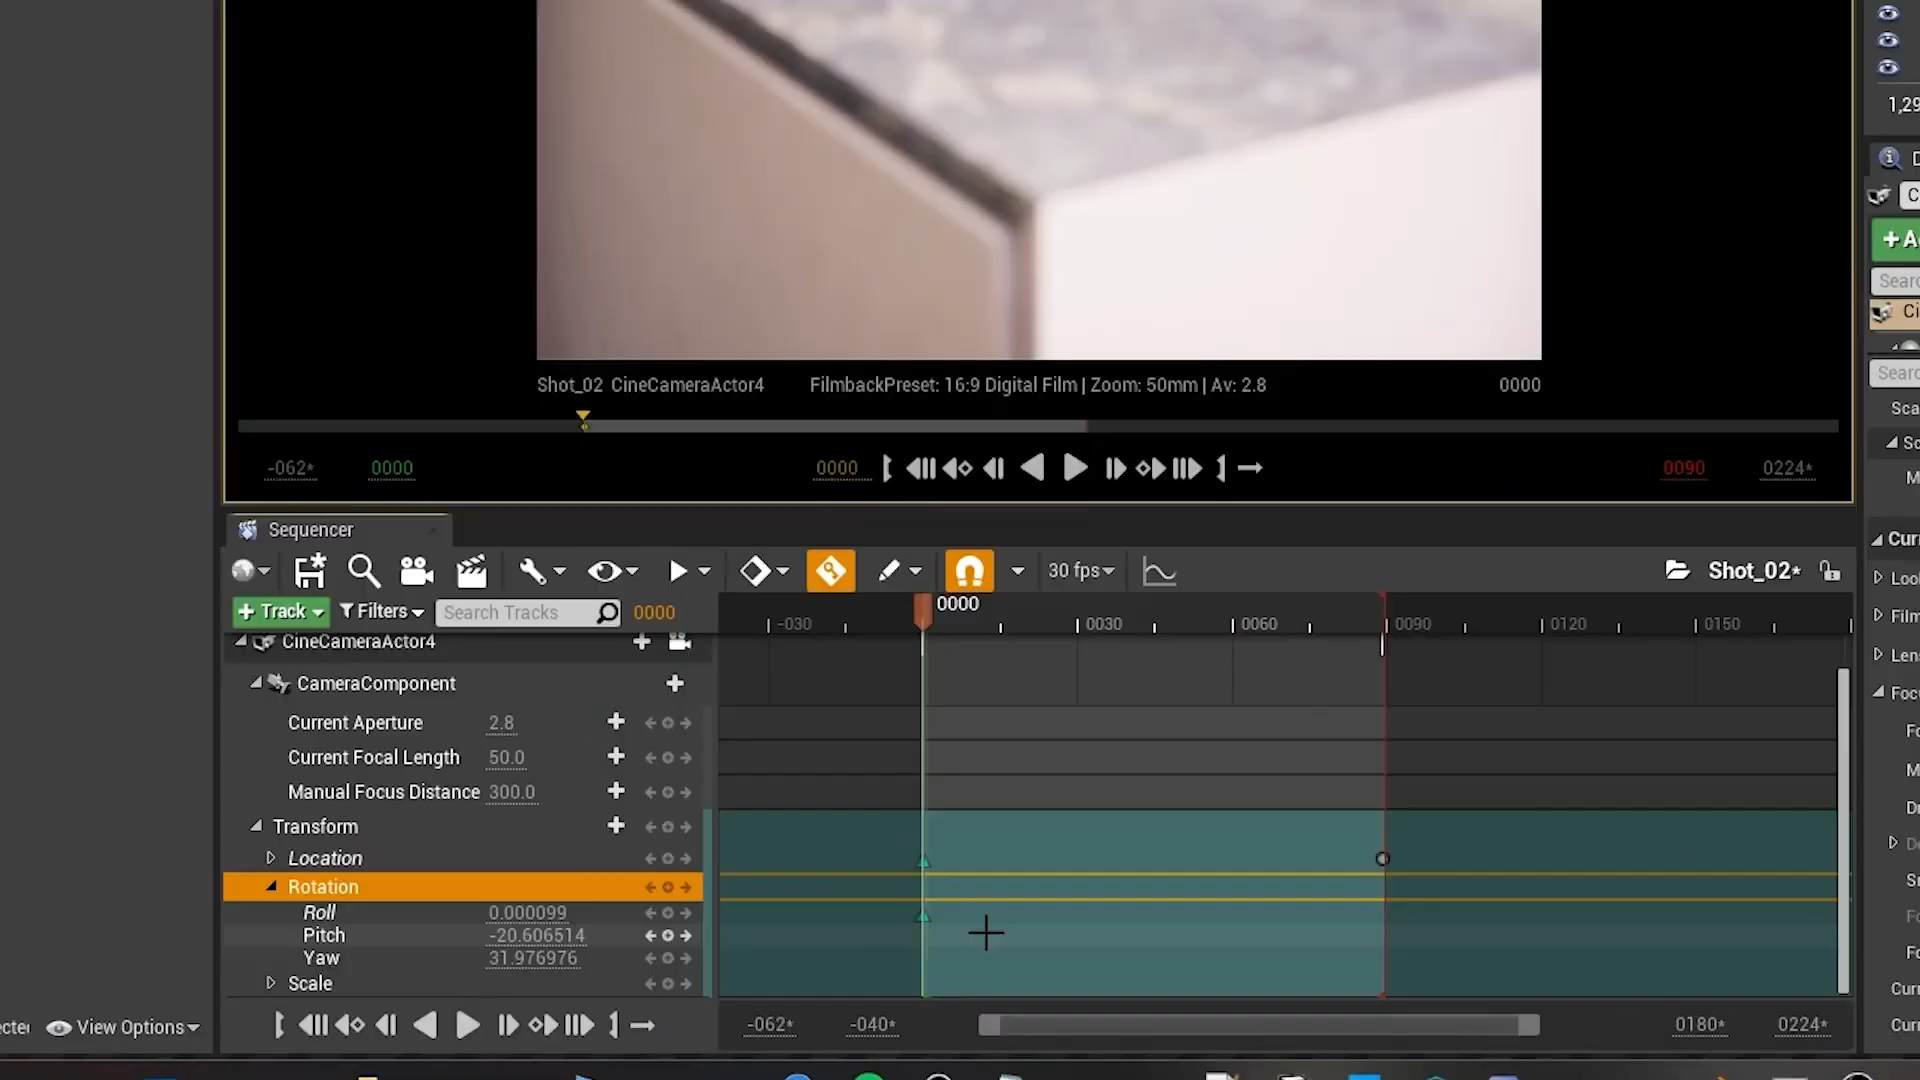 1,29
Shot_02 CineCameraActor4 FilmbackPreset: 16:9 Digital Film | Zoom: 50mm | Av: 2.8 0000
-062* 0000 0000 0090 0224*
Sequencer
30 fps Shot_02*
+ Track Filters Search Tracks 0000
0000
-030 0030 0060 0090 0120 0150
CineCameraActor4
CameraComponent
Current Aperture 2.8
Current Focal Length 50.0
Manual Focus Distance 300.0
Transform
Location
Rotation
Roll 0.000099
Pitch -20.606514
Yaw 31.976976
Scale
View Options
-062* -040* 0180* 0224*